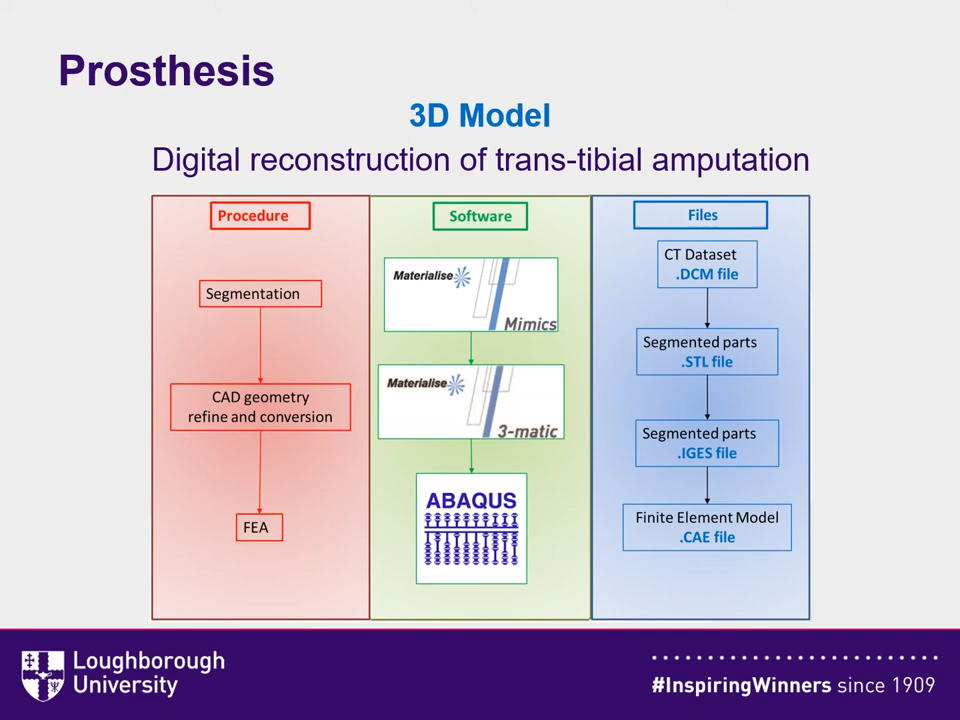 Prosthesis
3D Model
Digital reconstruction of trans-tibial amputation
Procedure
Segmentation
CAD geometry
refine and conversion
FEA
Software
Materialise
Mimics
Materialise
3-matic
ABAQUS
Files
CT Dataset
.DCM file
Segmented parts
.STL file
Segmented parts
.IGES file
Finite Element Model
.CAE file
Loughborough
University
#InspiringWinners since 1909